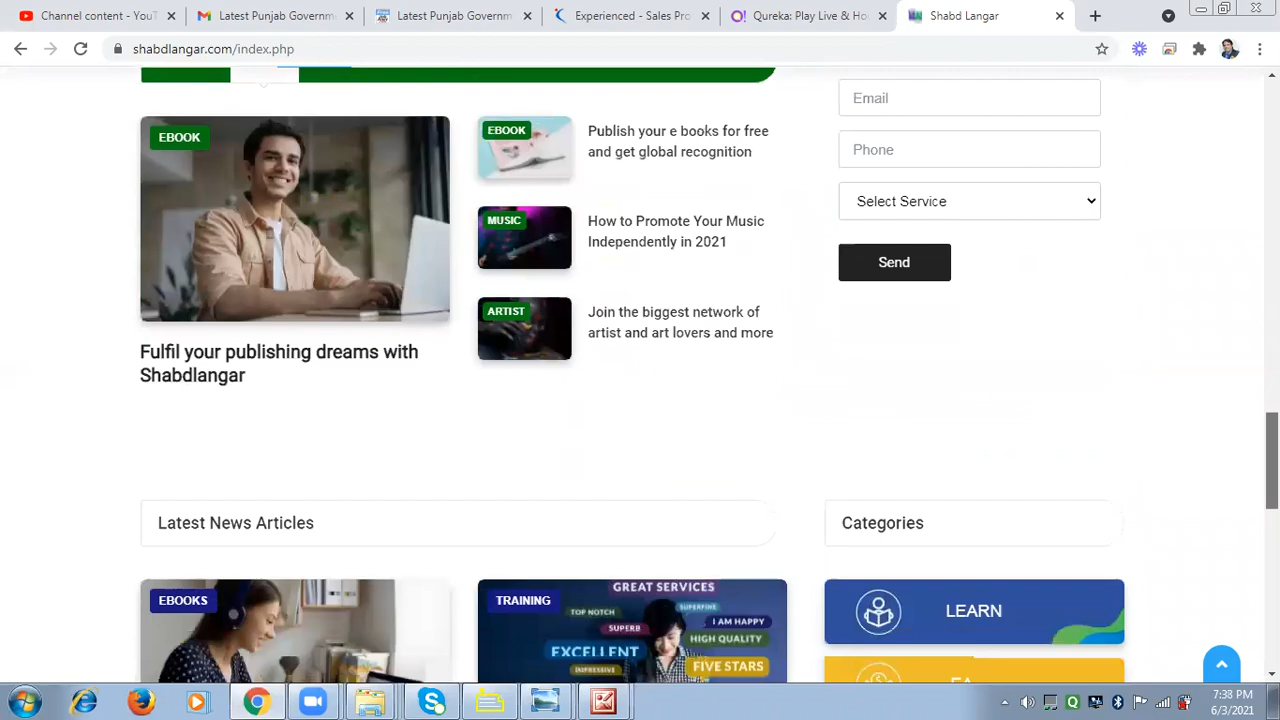 Channel content - YouT
Latest Punjab Governm
Latest Punjab Governm
Experienced - Sales Pro
Qureka: Play Live & Ho
Shabd Langar
shabdlangar.com/index.php
EBOOK
Fulfil your publishing dreams with
Shabdlangar
EBOOK
Publish your e books for free
and get global recognition
MUSIC
How to Promote Your Music
Independently in 2021
ARTIST
Join the biggest network of
artist and art lovers and more
Email
Phone
Select Service
Send
Latest News Articles
Categories
EBOOKS
TRAINING
GREAT SERVICES
TOP NOTCH
SUPERFINE
SUPERB
I AM HAPPY
HIGH QUALITY
EXCELLENT
IMPRESSIVE
FIVE STARS
LEARN
7:38 PM
6/3/2021